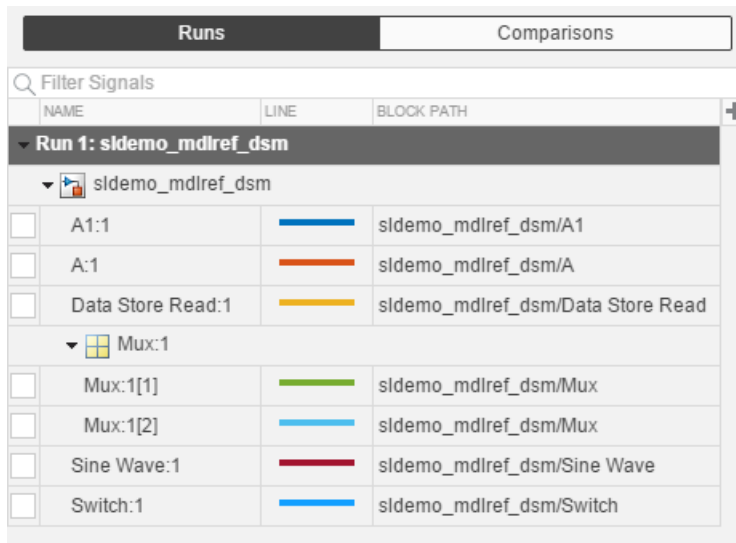 Runs Comparisons
Filter Signals
NAME LINE BLOCK PATH
Run 1: sldemo_mdlref_dsm
sldemo_mdlref_dsm
A1:1 sldemo_mdlref_dsm/A1
A:1 sldemo_mdlref_dsm/A
Data Store Read:1 sldemo_mdlref_dsm/Data Store Read
Mux:1
Mux:1[1] sldemo_mdlref_dsm/Mux
Mux:1[2] sldemo_mdlref_dsm/Mux
Sine Wave:1 sldemo_mdlref_dsm/Sine Wave
Switch:1 sldemo_mdlref_dsm/Switch